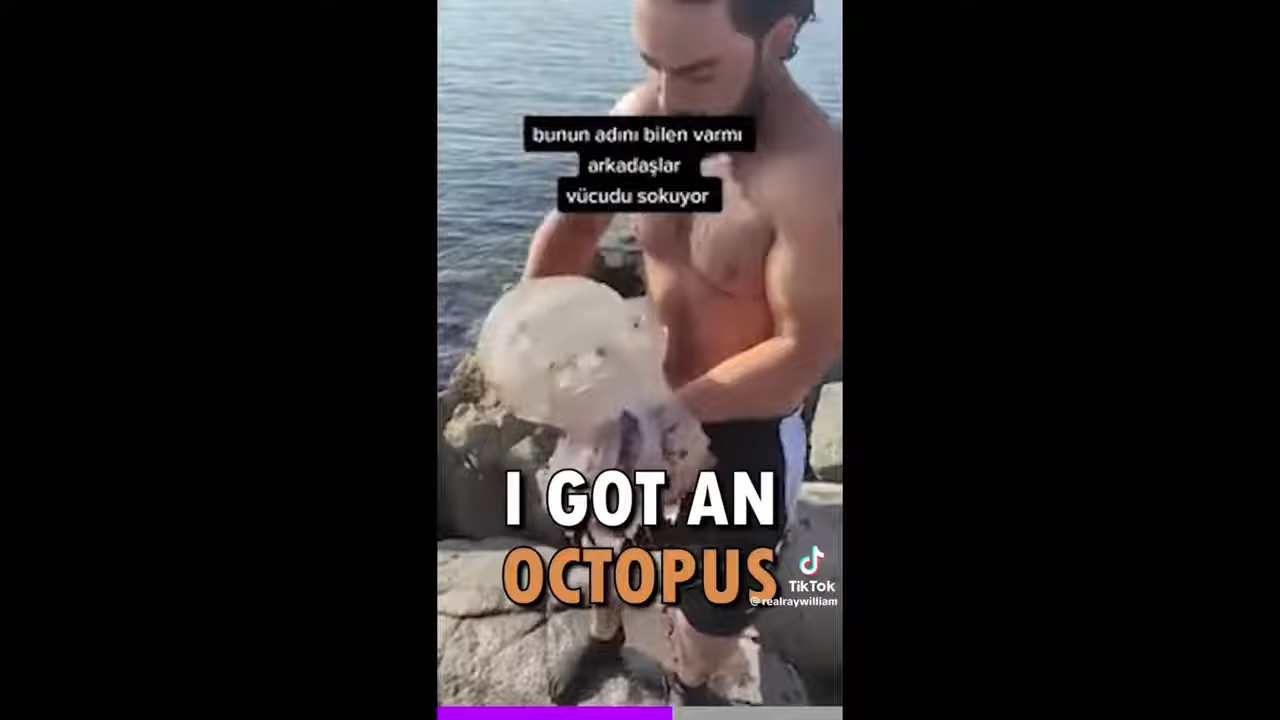 bunun adını bilen varmı
arkadaşlar
vücudu sokuyor
I GOT AN
OCTOPUS
TikTok
@realraywilliam